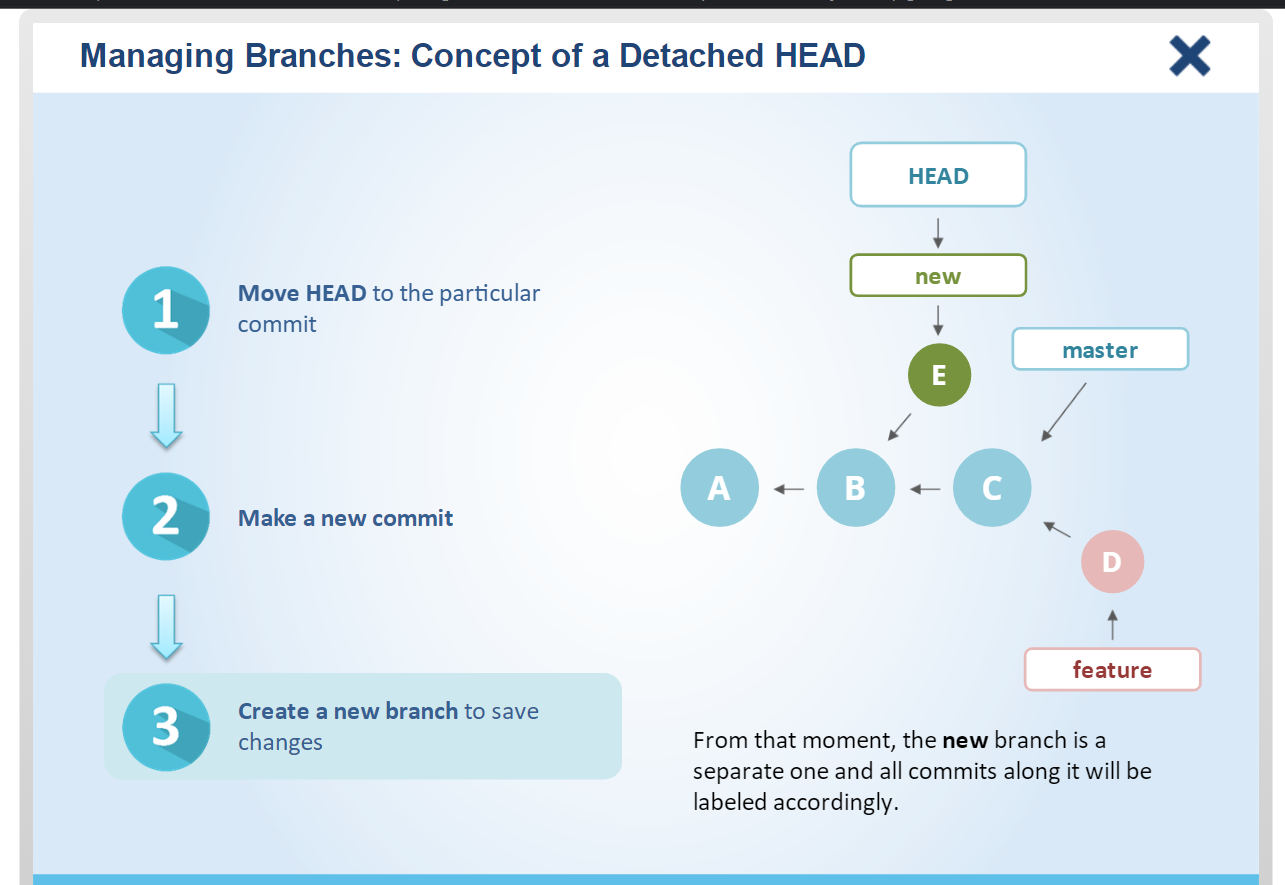 Managing Branches: Concept of a Detached HEAD
1
Move HEAD to the particular
commit
2
Make a new commit
3
Create a new branch to save
changes
HEAD
new
master
E
A
B
C
D
feature
From that moment, the new branch is a
separate one and all commits along it will be
labeled accordingly.